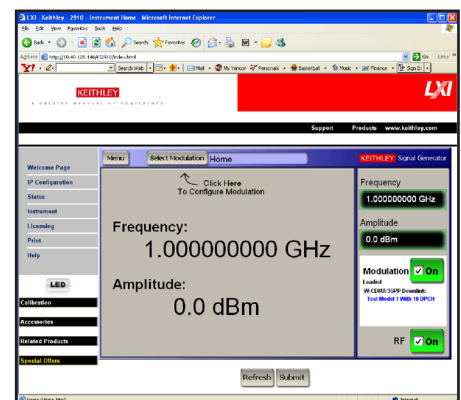 LXI - Keithley - 2910 - Instrument Home - Microsoft Internet Explorer
File Edit View Favorites Tools Help
Back Search Favorites
Address Go Links
Search Web Mail My Yahoo! Personals Basketball Music Finance Sign In
KEITHLEY
A GREATER MEASURE OF CONFIDENCE
LXI
Support Products www.keithley.com
Welcome Page
IP Configuration
Status
Instrument
Licensing
Print
Help
LED
Calibration
Accessories
Related Products
Special Offers
Menu Select Modulation Home
Click Here
To Configure Modulation
Frequency:
1.000000000 GHz
Amplitude:
0.0 dBm
KEITHLEY Signal Generator
Frequency
1.000000000 GHz
Amplitude
0.0 dBm
Modulation On
Loaded
W-CDMA/3GPP Downlink:
Test Model 1 With 16 DPCH
RF On
Refresh Submit
Internet